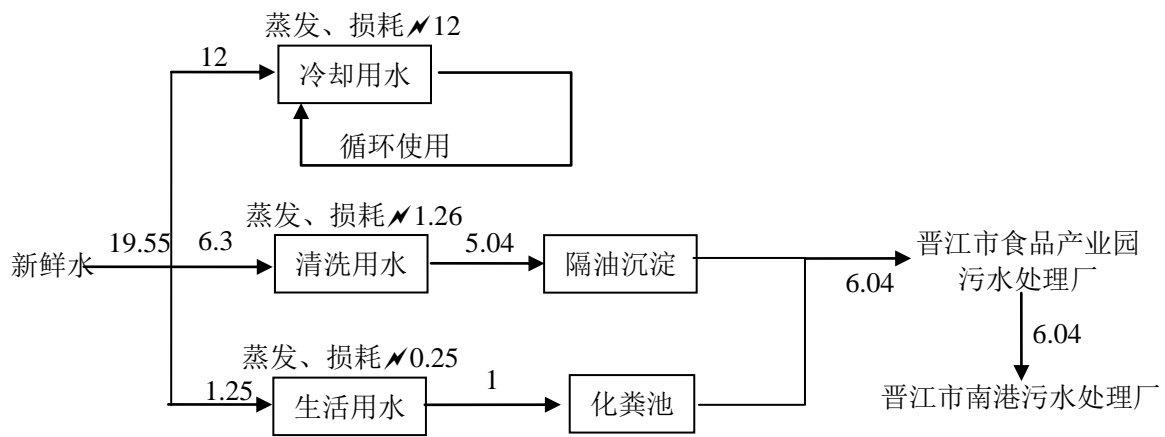 蒸发、损耗12
12
冷却用水
循环使用
蒸发、损耗1.26
新鲜水
19.55
6.3
清洗用水
5.04
隔油沉淀
6.04
晋江市食品产业园
污水处理厂
6.04
晋江市南港污水处理厂
蒸发、损耗0.25
1.25
生活用水
1
化粪池